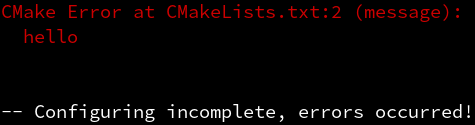 CMake Error at CMakeLists.txt:2 (message):
hello
-- Configuring incomplete, errors occurred!